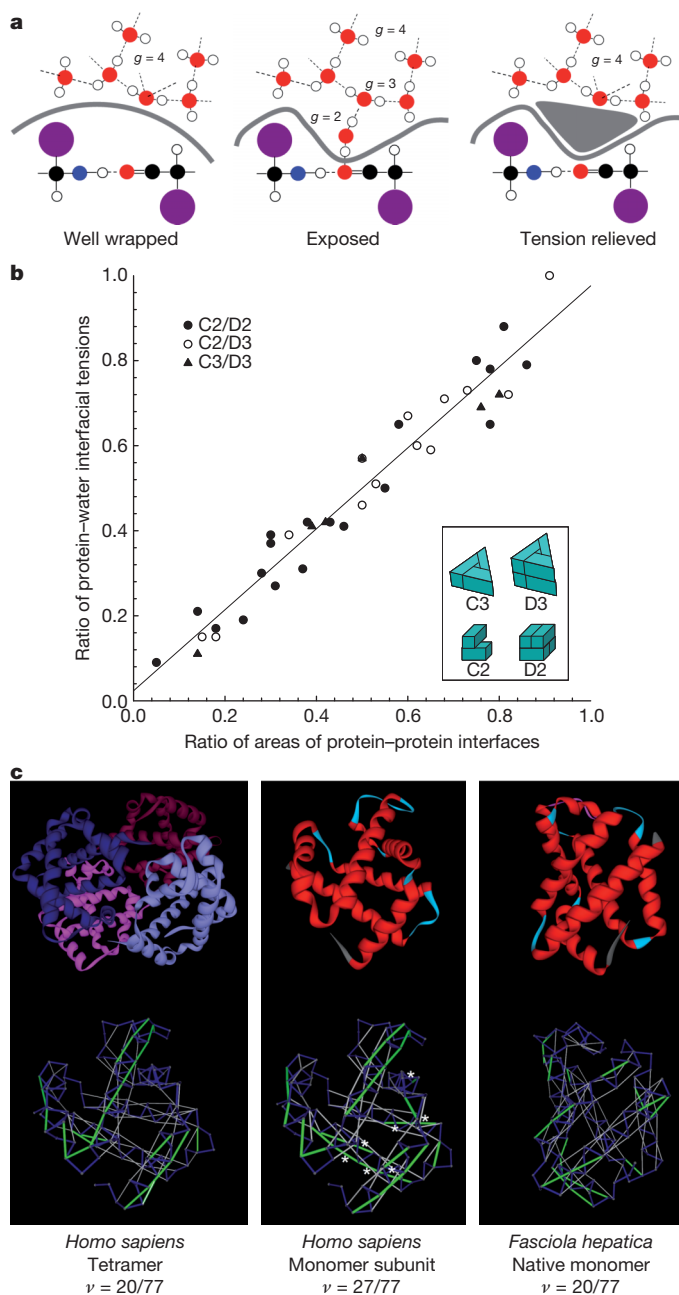 a
g = 4
g = 4
g = 3
g = 2
g = 4
Well wrapped
Exposed
Tension relieved
b
Ratio of protein–water interfacial tensions
1.0
0.8
0.6
0.4
0.2
0.0
C2/D2
C2/D3
C3/D3
C3
D3
C2
D2
0.0 0.2 0.4 0.6 0.8 1.0
Ratio of areas of protein–protein interfaces
c
* * * * * *
Homo sapiens
Tetramer
ν = 20/77
Homo sapiens
Monomer subunit
ν = 27/77
Fasciola hepatica
Native monomer
ν = 20/77